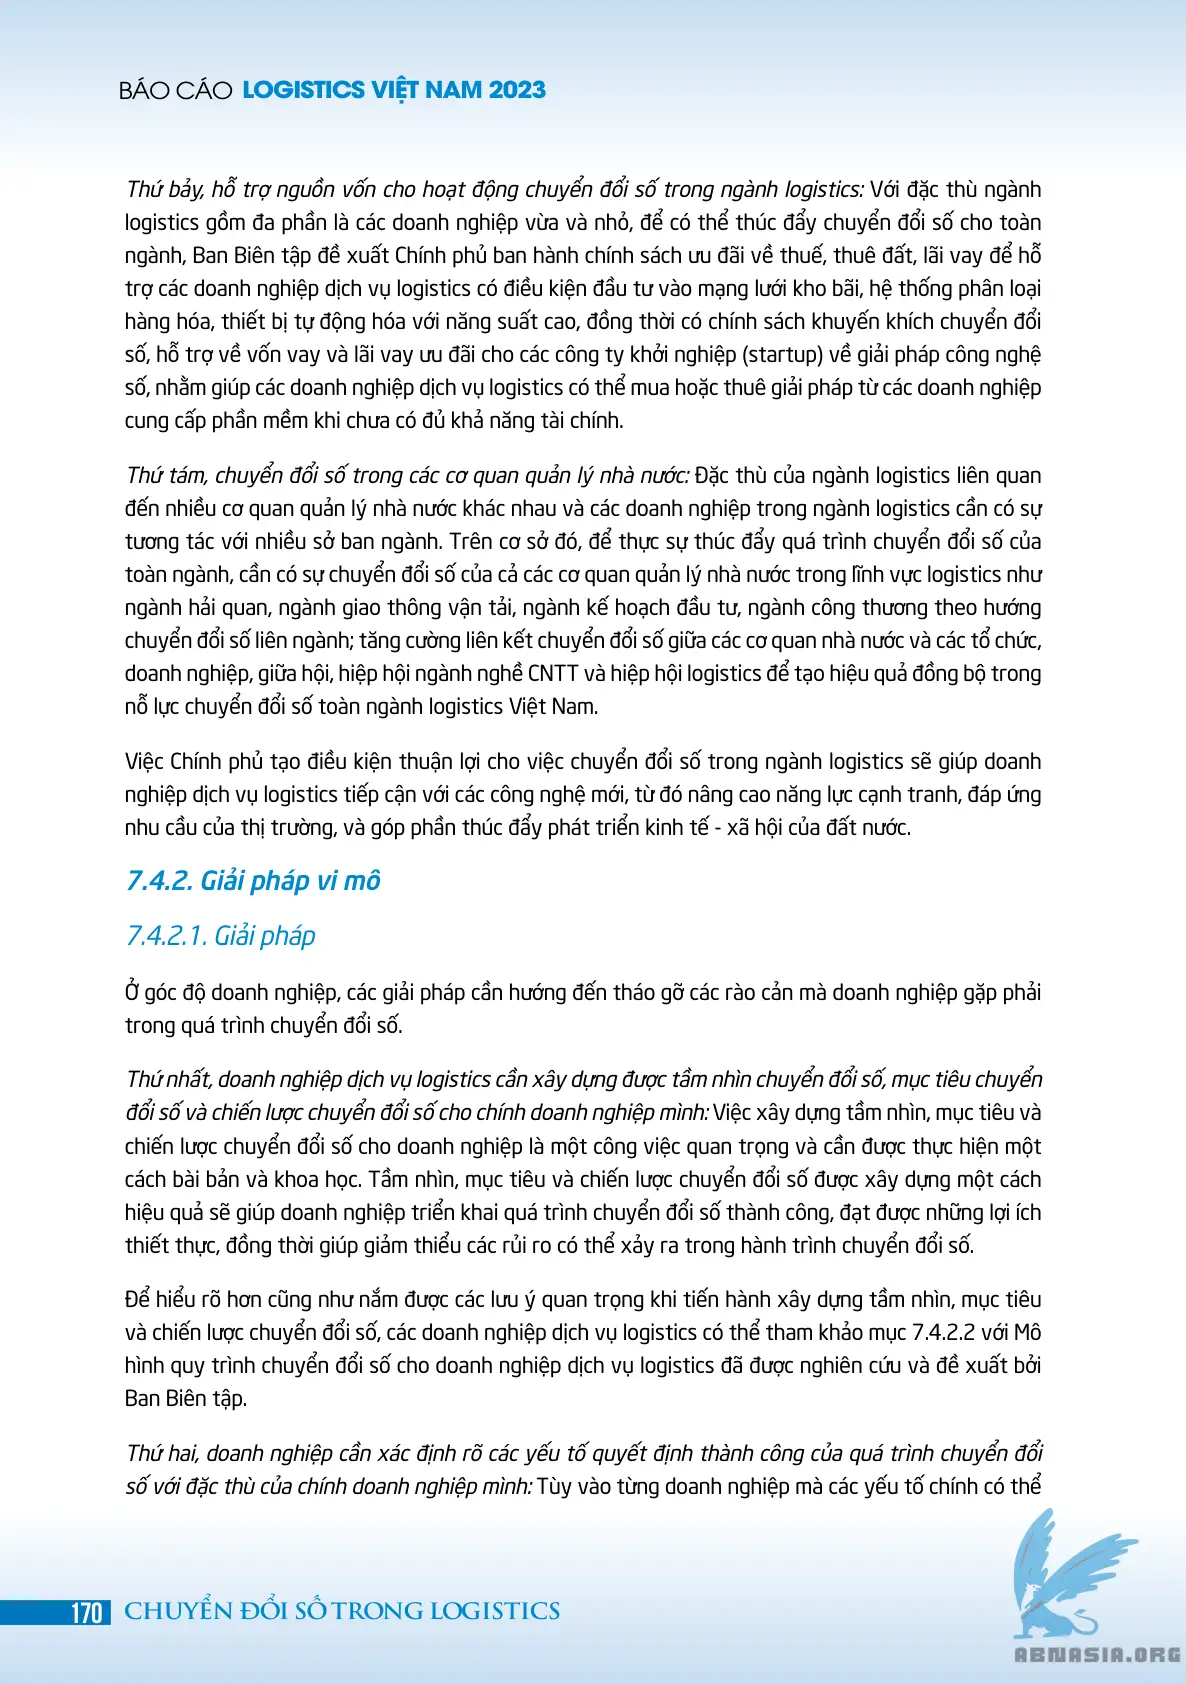 BÁO CÁO LOGISTICS VIỆT NAM 2023
Thứ bảy, hỗ trợ nguồn vốn cho hoạt động chuyển đổi số trong ngành logistics: Với đặc thù ngành
logistics gồm đa phần là các doanh nghiệp vừa và nhỏ, để có thể thúc đẩy chuyển đổi số cho toàn
ngành, Ban Biên tập đề xuất Chính phủ ban hành chính sách ưu đãi về thuế, thuê đất, lãi vay để hỗ
trợ các doanh nghiệp dịch vụ logistics có điều kiện đầu tư vào mạng lưới kho bãi, hệ thống phân loại
hàng hóa, thiết bị tự động hóa với năng suất cao, đồng thời có chính sách khuyến khích chuyển đổi
số, hỗ trợ về vốn vay và lãi vay ưu đãi cho các công ty khởi nghiệp (startup) về giải pháp công nghệ
số, nhằm giúp các doanh nghiệp dịch vụ logistics có thể mua hoặc thuê giải pháp từ các doanh nghiệp
cung cấp phần mềm khi chưa có đủ khả năng tài chính.
Thứ tám, chuyển đổi số trong các cơ quan quản lý nhà nước: Đặc thù của ngành logistics liên quan
đến nhiều cơ quan quản lý nhà nước khác nhau và các doanh nghiệp trong ngành logistics cần có sự
tương tác với nhiều sở ban ngành. Trên cơ sở đó, để thực sự thúc đẩy quá trình chuyển đổi số của
toàn ngành, cần có sự chuyển đổi số của cả các cơ quan quản lý nhà nước trong lĩnh vực logistics như
ngành hải quan, ngành giao thông vận tải, ngành kế hoạch đầu tư, ngành công thương theo hướng
chuyển đổi số liên ngành; tăng cường liên kết chuyển đổi số giữa các cơ quan nhà nước và các tổ chức,
doanh nghiệp, giữa hội, hiệp hội ngành nghề CNTT và hiệp hội logistics để tạo hiệu quả đồng bộ trong
nỗ lực chuyển đổi số toàn ngành logistics Việt Nam.
Việc Chính phủ tạo điều kiện thuận lợi cho việc chuyển đổi số trong ngành logistics sẽ giúp doanh
nghiệp dịch vụ logistics tiếp cận với các công nghệ mới, từ đó nâng cao năng lực cạnh tranh, đáp ứng
nhu cầu của thị trường, và góp phần thúc đẩy phát triển kinh tế - xã hội của đất nước.
7.4.2. Giải pháp vi mô
7.4.2.1. Giải pháp
Ở góc độ doanh nghiệp, các giải pháp cần hướng đến tháo gỡ các rào cản mà doanh nghiệp gặp phải
trong quá trình chuyển đổi số.
Thứ nhất, doanh nghiệp dịch vụ logistics cần xây dựng được tầm nhìn chuyển đổi số, mục tiêu chuyển
đổi số và chiến lược chuyển đổi số cho chính doanh nghiệp mình: Việc xây dựng tầm nhìn, mục tiêu và
chiến lược chuyển đổi số cho doanh nghiệp là một công việc quan trọng và cần được thực hiện một
cách bài bản và khoa học. Tầm nhìn, mục tiêu và chiến lược chuyển đổi số được xây dựng một cách
hiệu quả sẽ giúp doanh nghiệp triển khai quá trình chuyển đổi số thành công, đạt được những lợi ích
thiết thực, đồng thời giúp giảm thiểu các rủi ro có thể xảy ra trong hành trình chuyển đổi số.
Để hiểu rõ hơn cũng như nắm được các lưu ý quan trọng khi tiến hành xây dựng tầm nhìn, mục tiêu
và chiến lược chuyển đổi số, các doanh nghiệp dịch vụ logistics có thể tham khảo mục 7.4.2.2 với Mô
hình quy trình chuyển đổi số cho doanh nghiệp dịch vụ logistics đã được nghiên cứu và đề xuất bởi
Ban Biên tập.
Thứ hai, doanh nghiệp cần xác định rõ các yếu tố quyết định thành công của quá trình chuyển đổi
số với đặc thù của chính doanh nghiệp mình: Tùy vào từng doanh nghiệp mà các yếu tố chính có thể
170 CHUYỂN ĐỔI SỐ TRONG LOGISTICS
ABNASIA.ORG